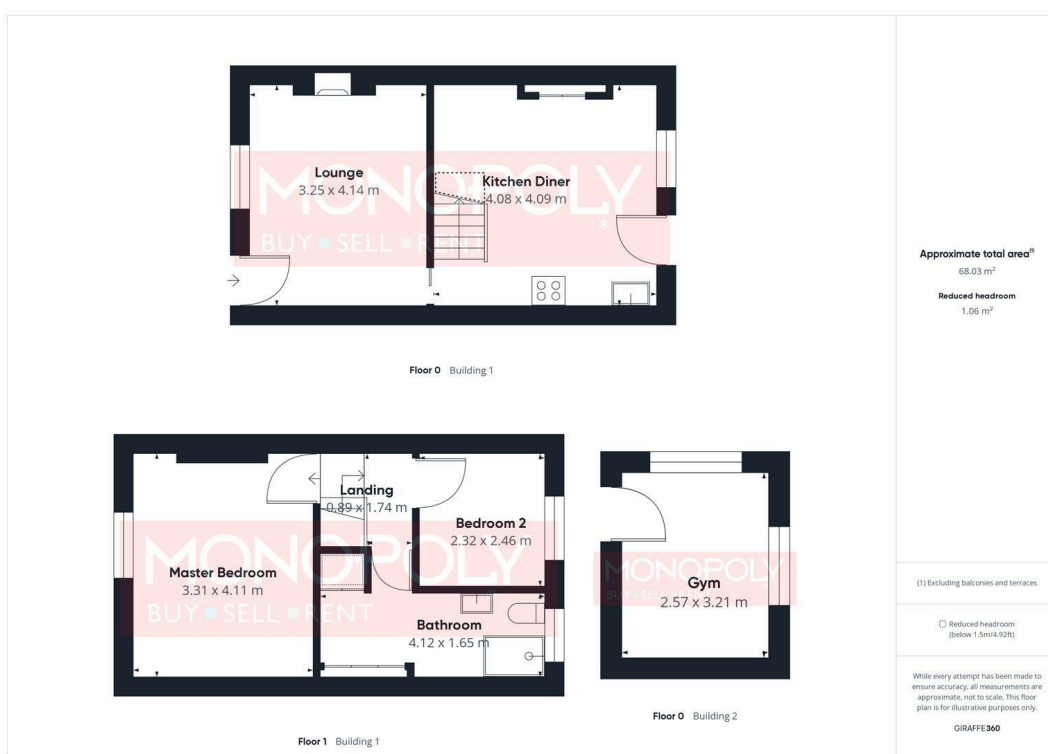 Lounge
3.25 x 4.14 m
Kitchen Diner
4.08 x 4.09 m
MONOPOLY
®
BUY SELL RENT
Floor 0 Building 1
Approximate total area(1)
68.03 m²
Reduced headroom
1.06 m²
Landing
0.89 x 1.74 m
Bedroom 2
2.32 x 2.46 m
Master Bedroom
3.31 x 4.11 m
Bathroom
4.12 x 1.65 m
MONOPOLY
BUY SELL RENT
Floor 1 Building 1
Gym
2.57 x 3.21 m
MONOPOLY
BUY SELL
Floor 0 Building 2
(1) Excluding balconies and terraces
Reduced headroom
(below 1.5m/4.92ft)
While every attempt has been made to
ensure accuracy, all measurements are
approximate, not to scale. This floor
plan is for illustrative purposes only.
GIRAFFE360